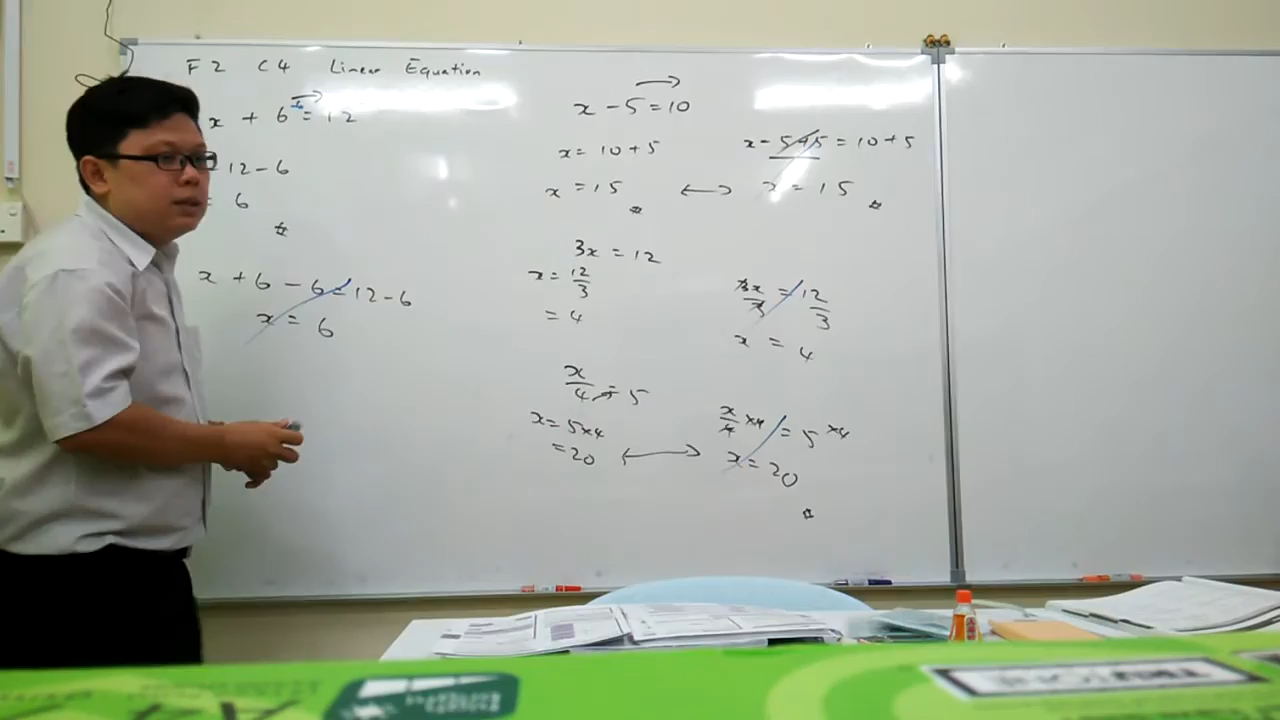 F2 C4 Linear Equation
x + 6 = 12
-6
12 - 6
= 6
x + 6 - 6 = 12 - 6
x = 6
x - 5 = 10
x = 10 + 5
x = 15
x - 5 + 5 = 10 + 5
x = 15
3x = 12
x = 12/3
= 4
3x/3 = 12/3
x = 4
x/4 = 5
x = 5 × 4
= 20
x/4 × 4 = 5 × 4
x = 20